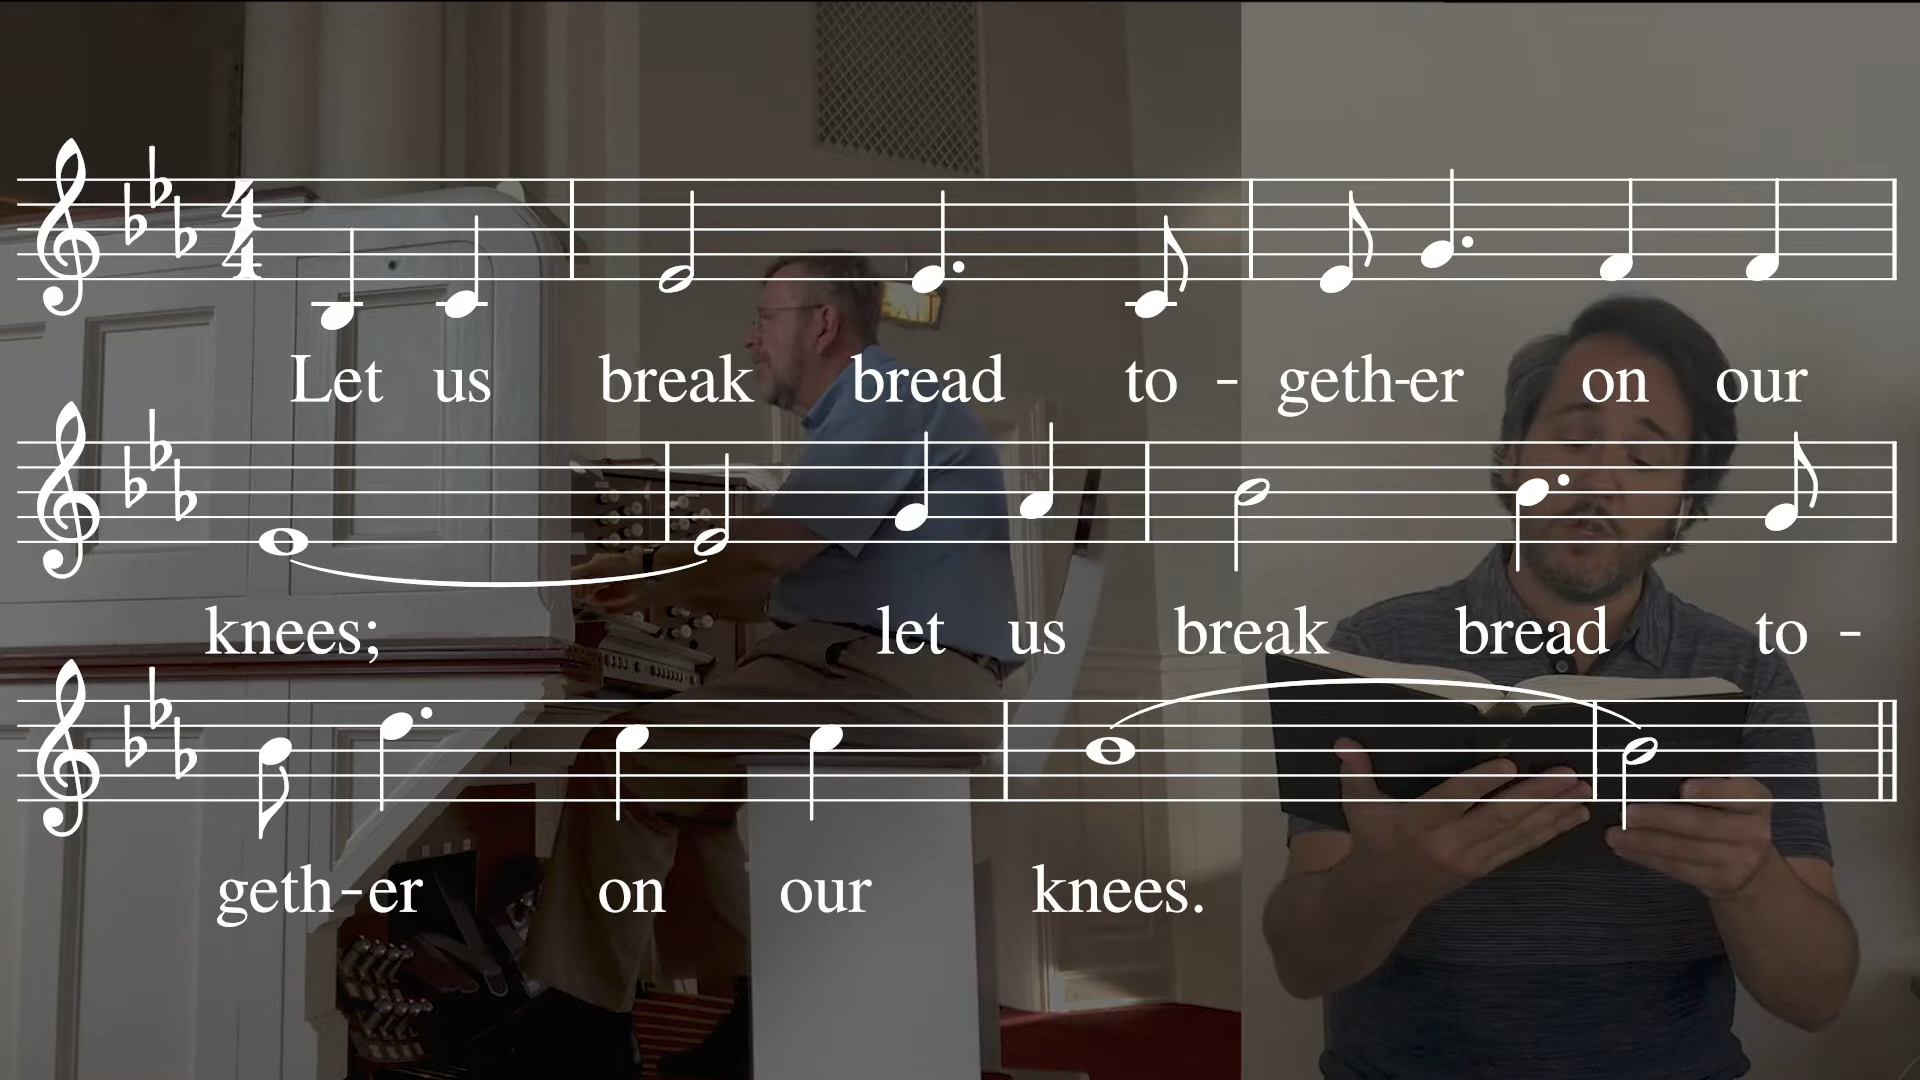 Let us break bread to - geth-er on our
knees; let us break bread to -
geth-er on our knees.